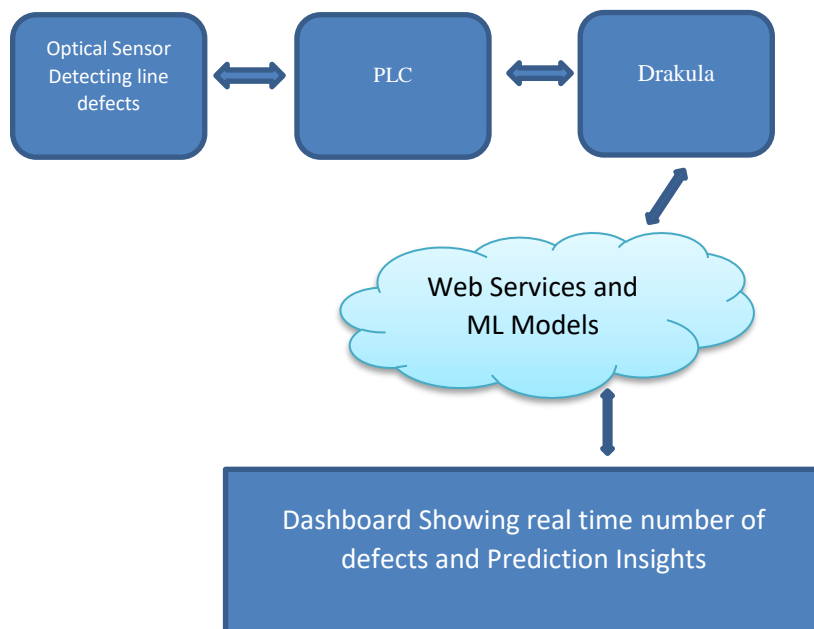 Optical Sensor
Detecting line
defects
PLC
Drakula
Web Services and
ML Models
Dashboard Showing real time number of
defects and Prediction Insights